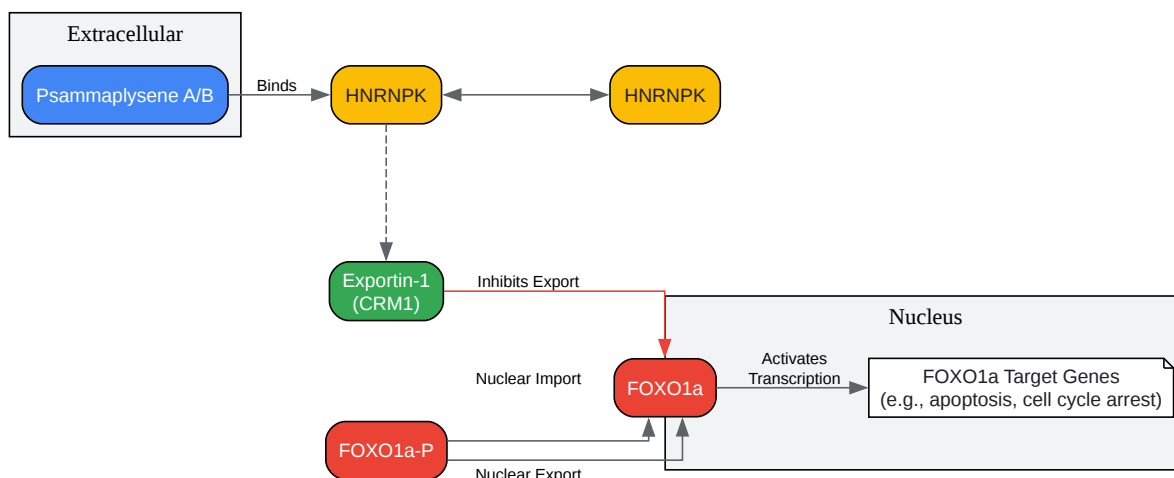 Extracellular
Psammaplysene A/B
Binds
HNRNPK
HNRNPK
Exportin-1
(CRM1)
Inhibits Export
Nucleus
Nuclear Import
FOXO1a
Activates
Transcription
FOXO1a Target Genes
(e.g., apoptosis, cell cycle arrest)
FOXO1a-P
Nuclear Export